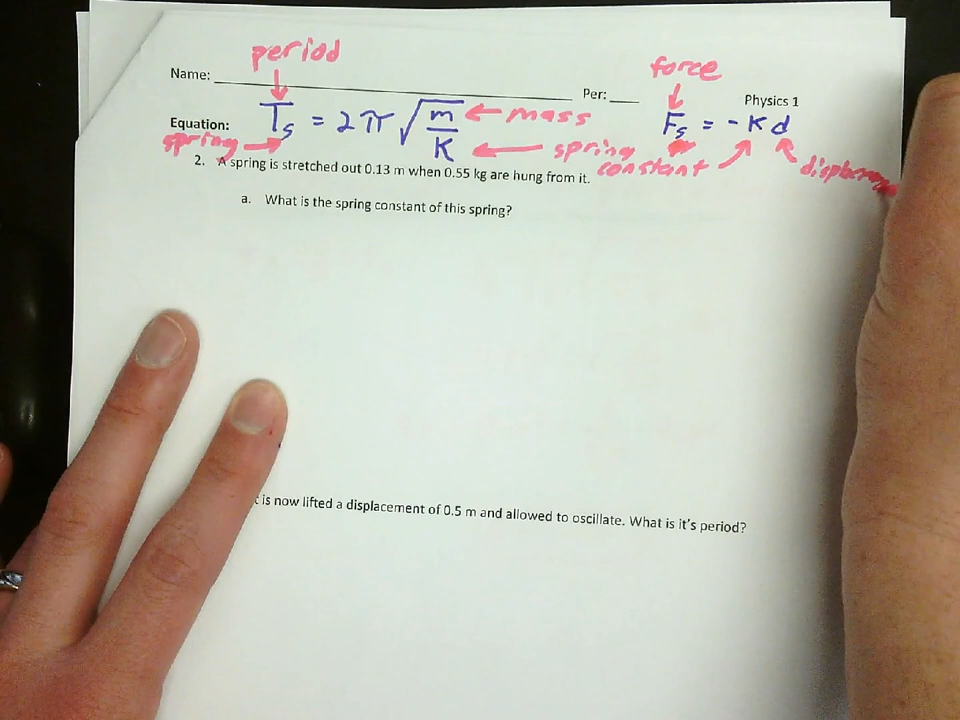 period
force
Name: ____ Per: ____ Physics 1
Equation: Ts = 2π√(m/K) ← mass Fs = -Kd
spring → ← spring constant
2. A spring is stretched out 0.13 m when 0.55 kg are hung from it.
a. What is the spring constant of this spring?
is now lifted a displacement of 0.5 m and allowed to oscillate. What is it's period?